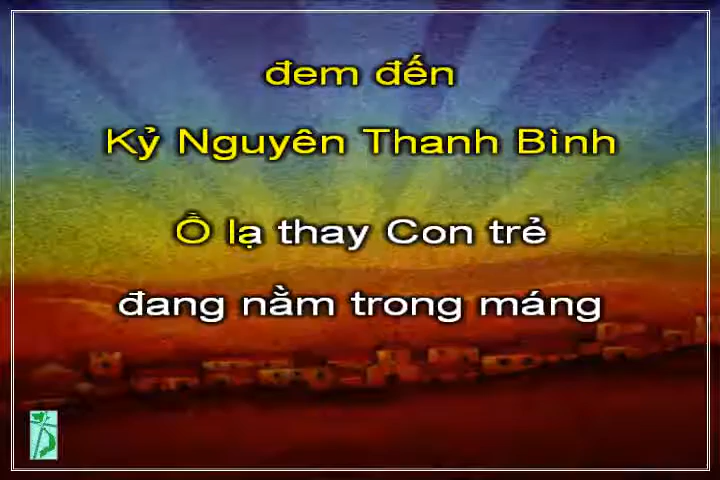 đem đến
Kỷ Nguyên Thanh Bình
Ồ lạ thay Con trẻ
đang nằm trong máng